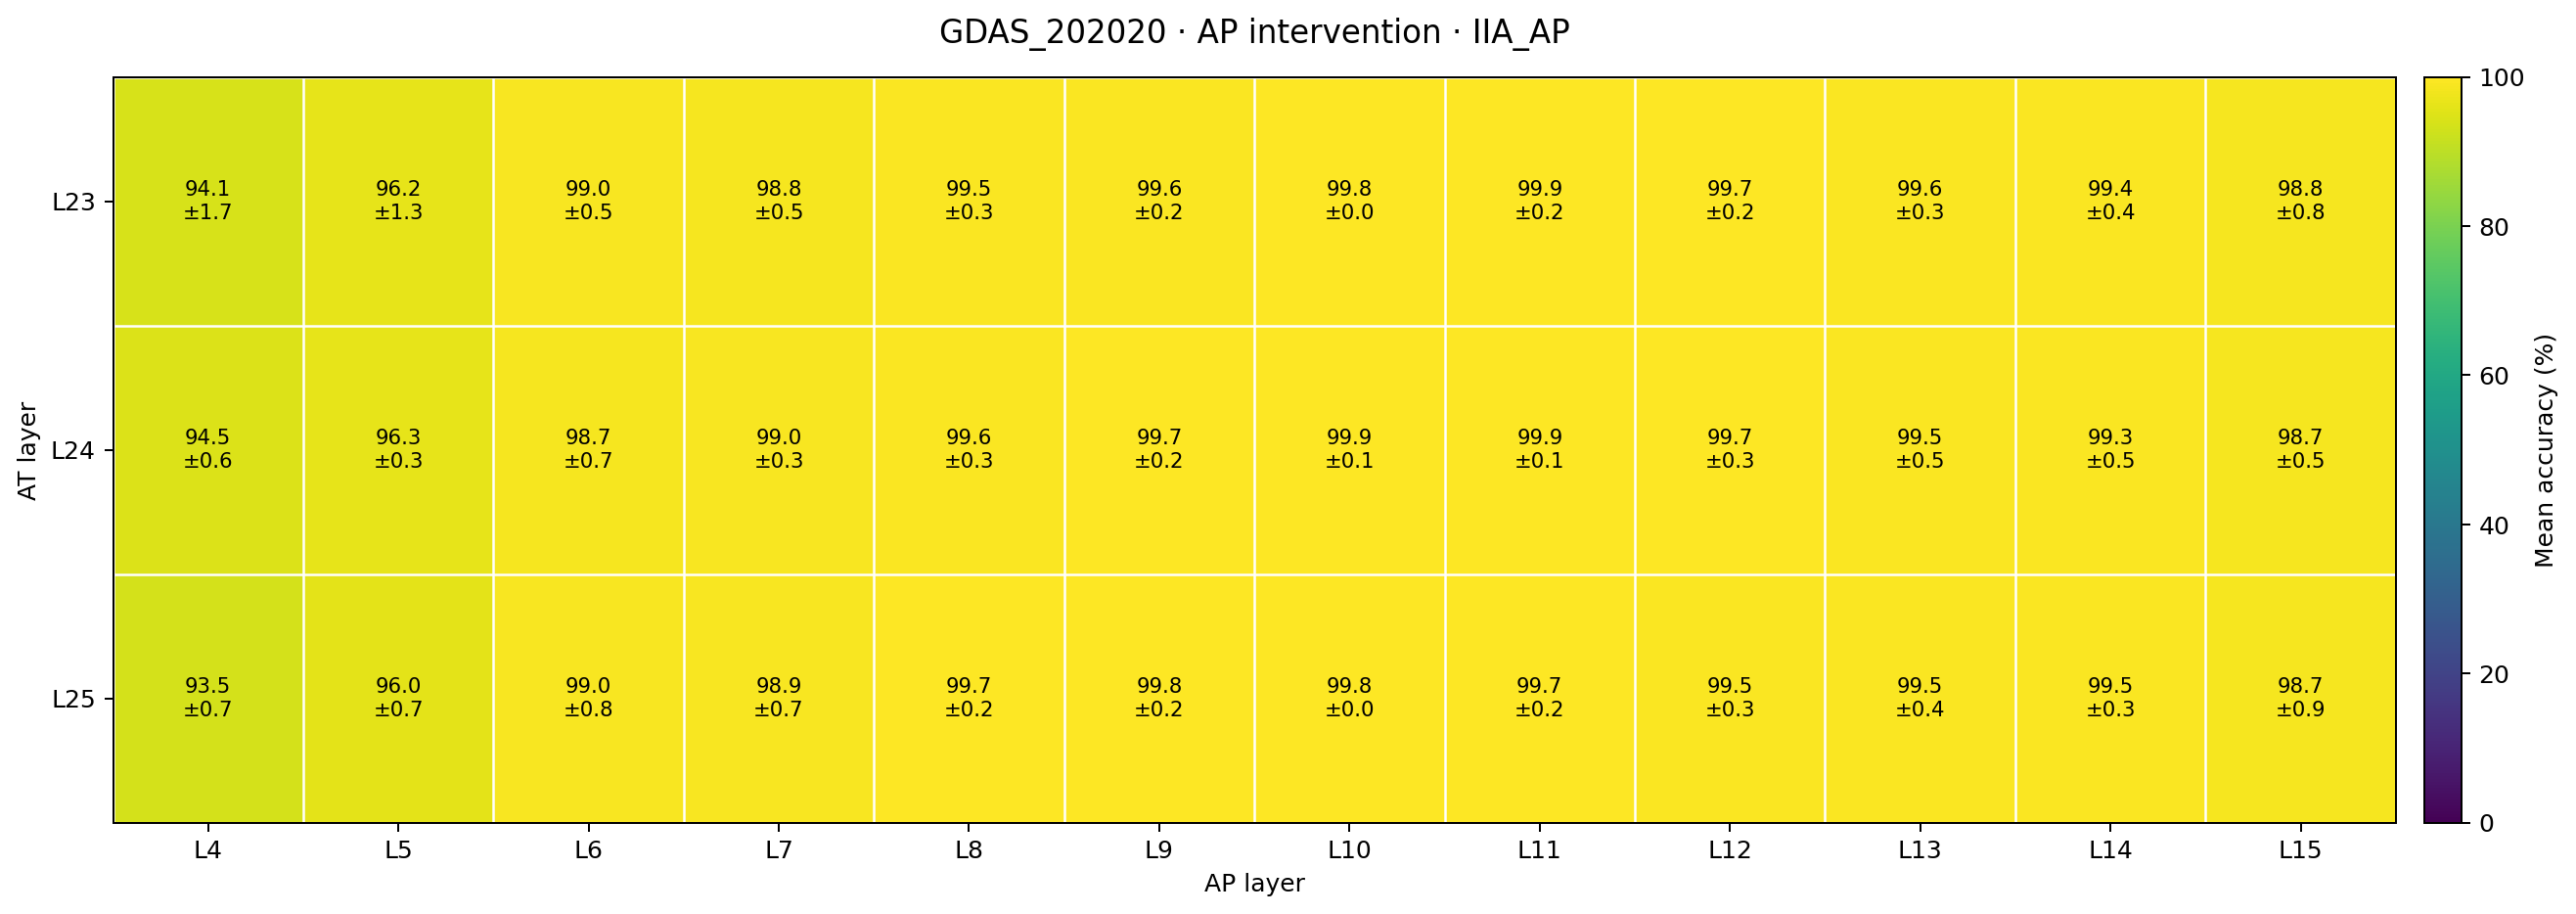 GDAS_202020 · AP intervention · IIA_AP
AT layer
L23
94.1 96.2 99.0 98.8 99.5 99.6 99.8 99.9 99.7 99.6 99.4 98.8
±1.7 ±1.3 ±0.5 ±0.5 ±0.3 ±0.2 ±0.0 ±0.2 ±0.2 ±0.3 ±0.4 ±0.8
L24
94.5 96.3 98.7 99.0 99.6 99.7 99.9 99.9 99.7 99.5 99.3 98.7
±0.6 ±0.3 ±0.7 ±0.3 ±0.3 ±0.2 ±0.1 ±0.1 ±0.3 ±0.5 ±0.5 ±0.5
L25
93.5 96.0 99.0 98.9 99.7 99.8 99.8 99.7 99.5 99.5 99.5 98.7
±0.7 ±0.7 ±0.8 ±0.7 ±0.2 ±0.2 ±0.0 ±0.2 ±0.3 ±0.4 ±0.3 ±0.9
L4 L5 L6 L7 L8 L9 L10 L11 L12 L13 L14 L15
AP layer
100
80
60
40
20
0
Mean accuracy (%)